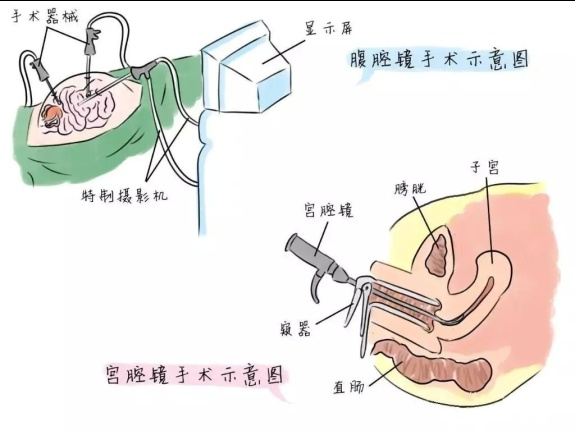 手术器械
显示屏
腹腔镜手术示意图
特制摄影机
子宫
膀胱
宫腔镜
窥器
直肠
宫腔镜手术示意图